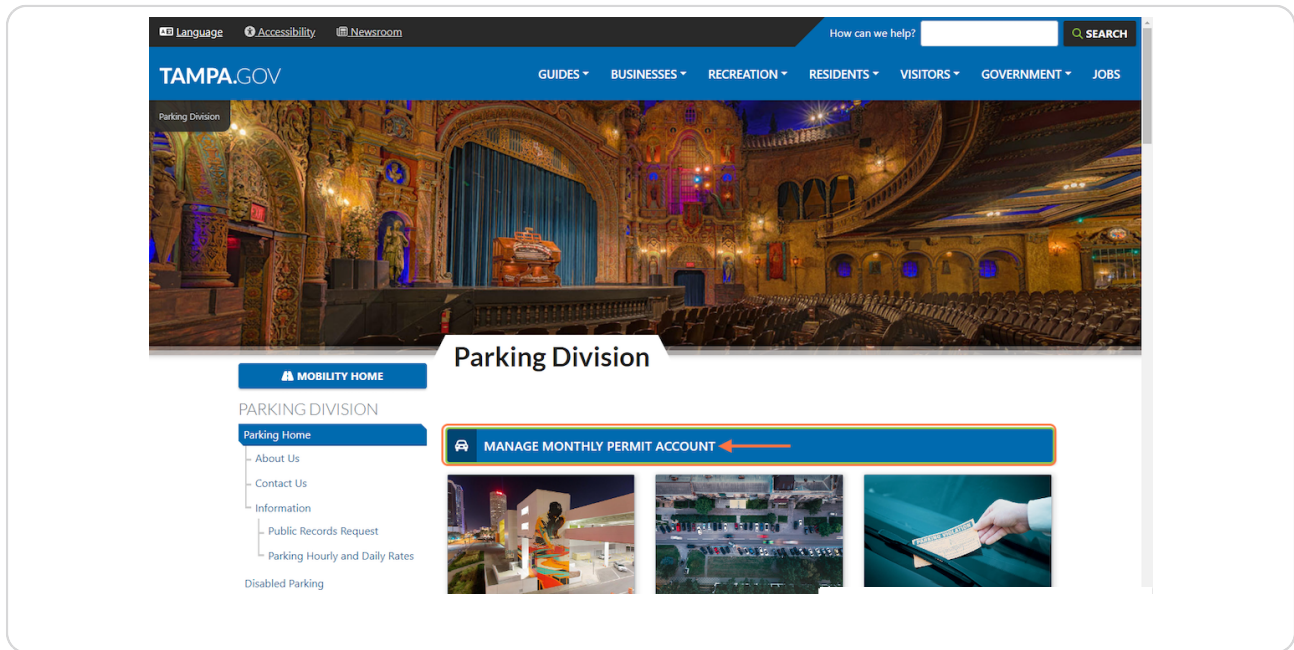 Language Accessibility Newsroom How can we help? SEARCH
TAMPA.GOV GUIDES BUSINESSES RECREATION RESIDENTS VISITORS GOVERNMENT JOBS
Parking Division
Parking Division
MOBILITY HOME
PARKING DIVISION
Parking Home
MANAGE MONTHLY PERMIT ACCOUNT
About Us
Contact Us
Information
Public Records Request
Parking Hourly and Daily Rates
Disabled Parking
PARKING VIOLATION